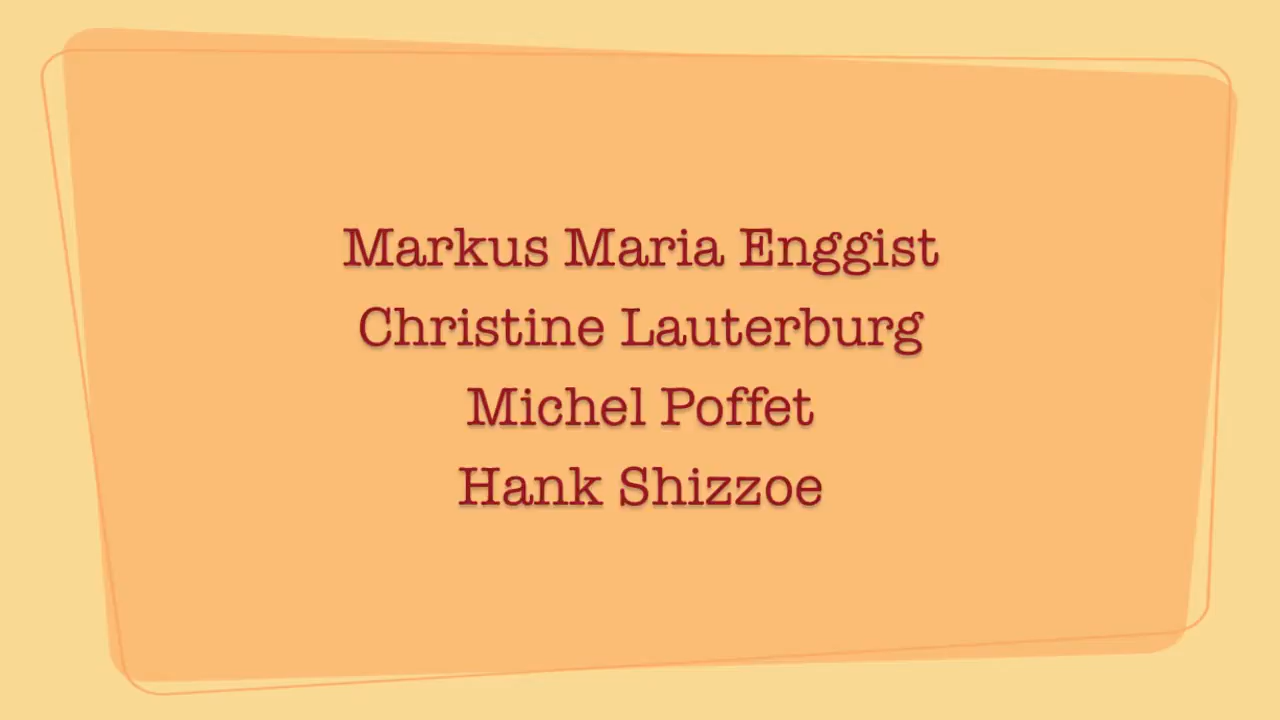 Markus Maria Enggist
Christine Lauterburg
Michel Poffet
Hank Shizzoe